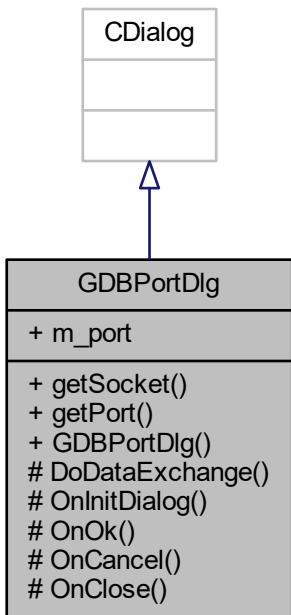 CDialog
GDBPortDlg
+ m_port
+ getSocket()
+ getPort()
+ GDBPortDlg()
# DoDataExchange()
# OnInitDialog()
# OnOk()
# OnCancel()
# OnClose()